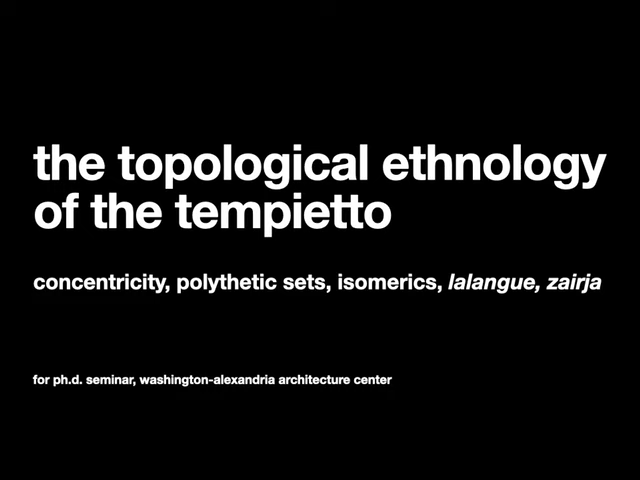 the topological ethnology
of the tempietto
concentricity, polythetic sets, isomerics, lalangue, zairja
for ph.d. seminar, washington-alexandria architecture center